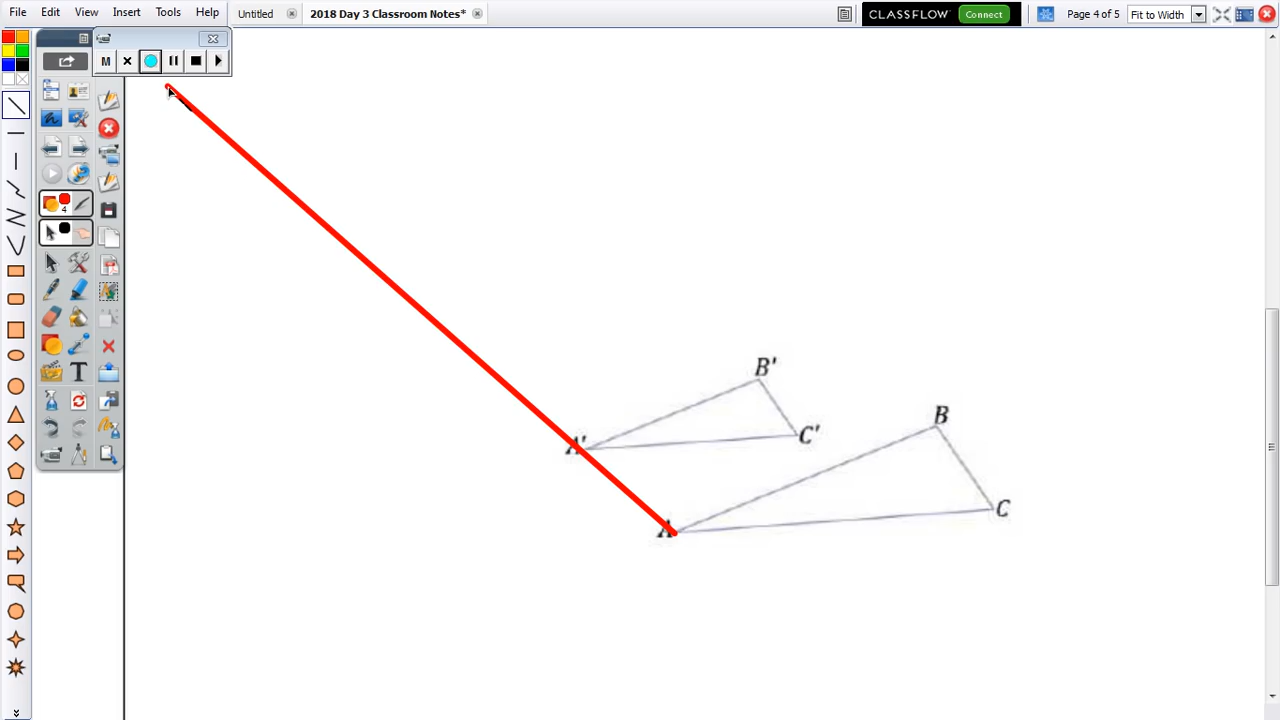 File Edit View Insert Tools Help
Untitled
2018 Day 3 Classroom Notes*
CLASSFLOW Connect
Page 4 of 5
Fit to Width
M
4
T
B'
A'
C'
B
A
C